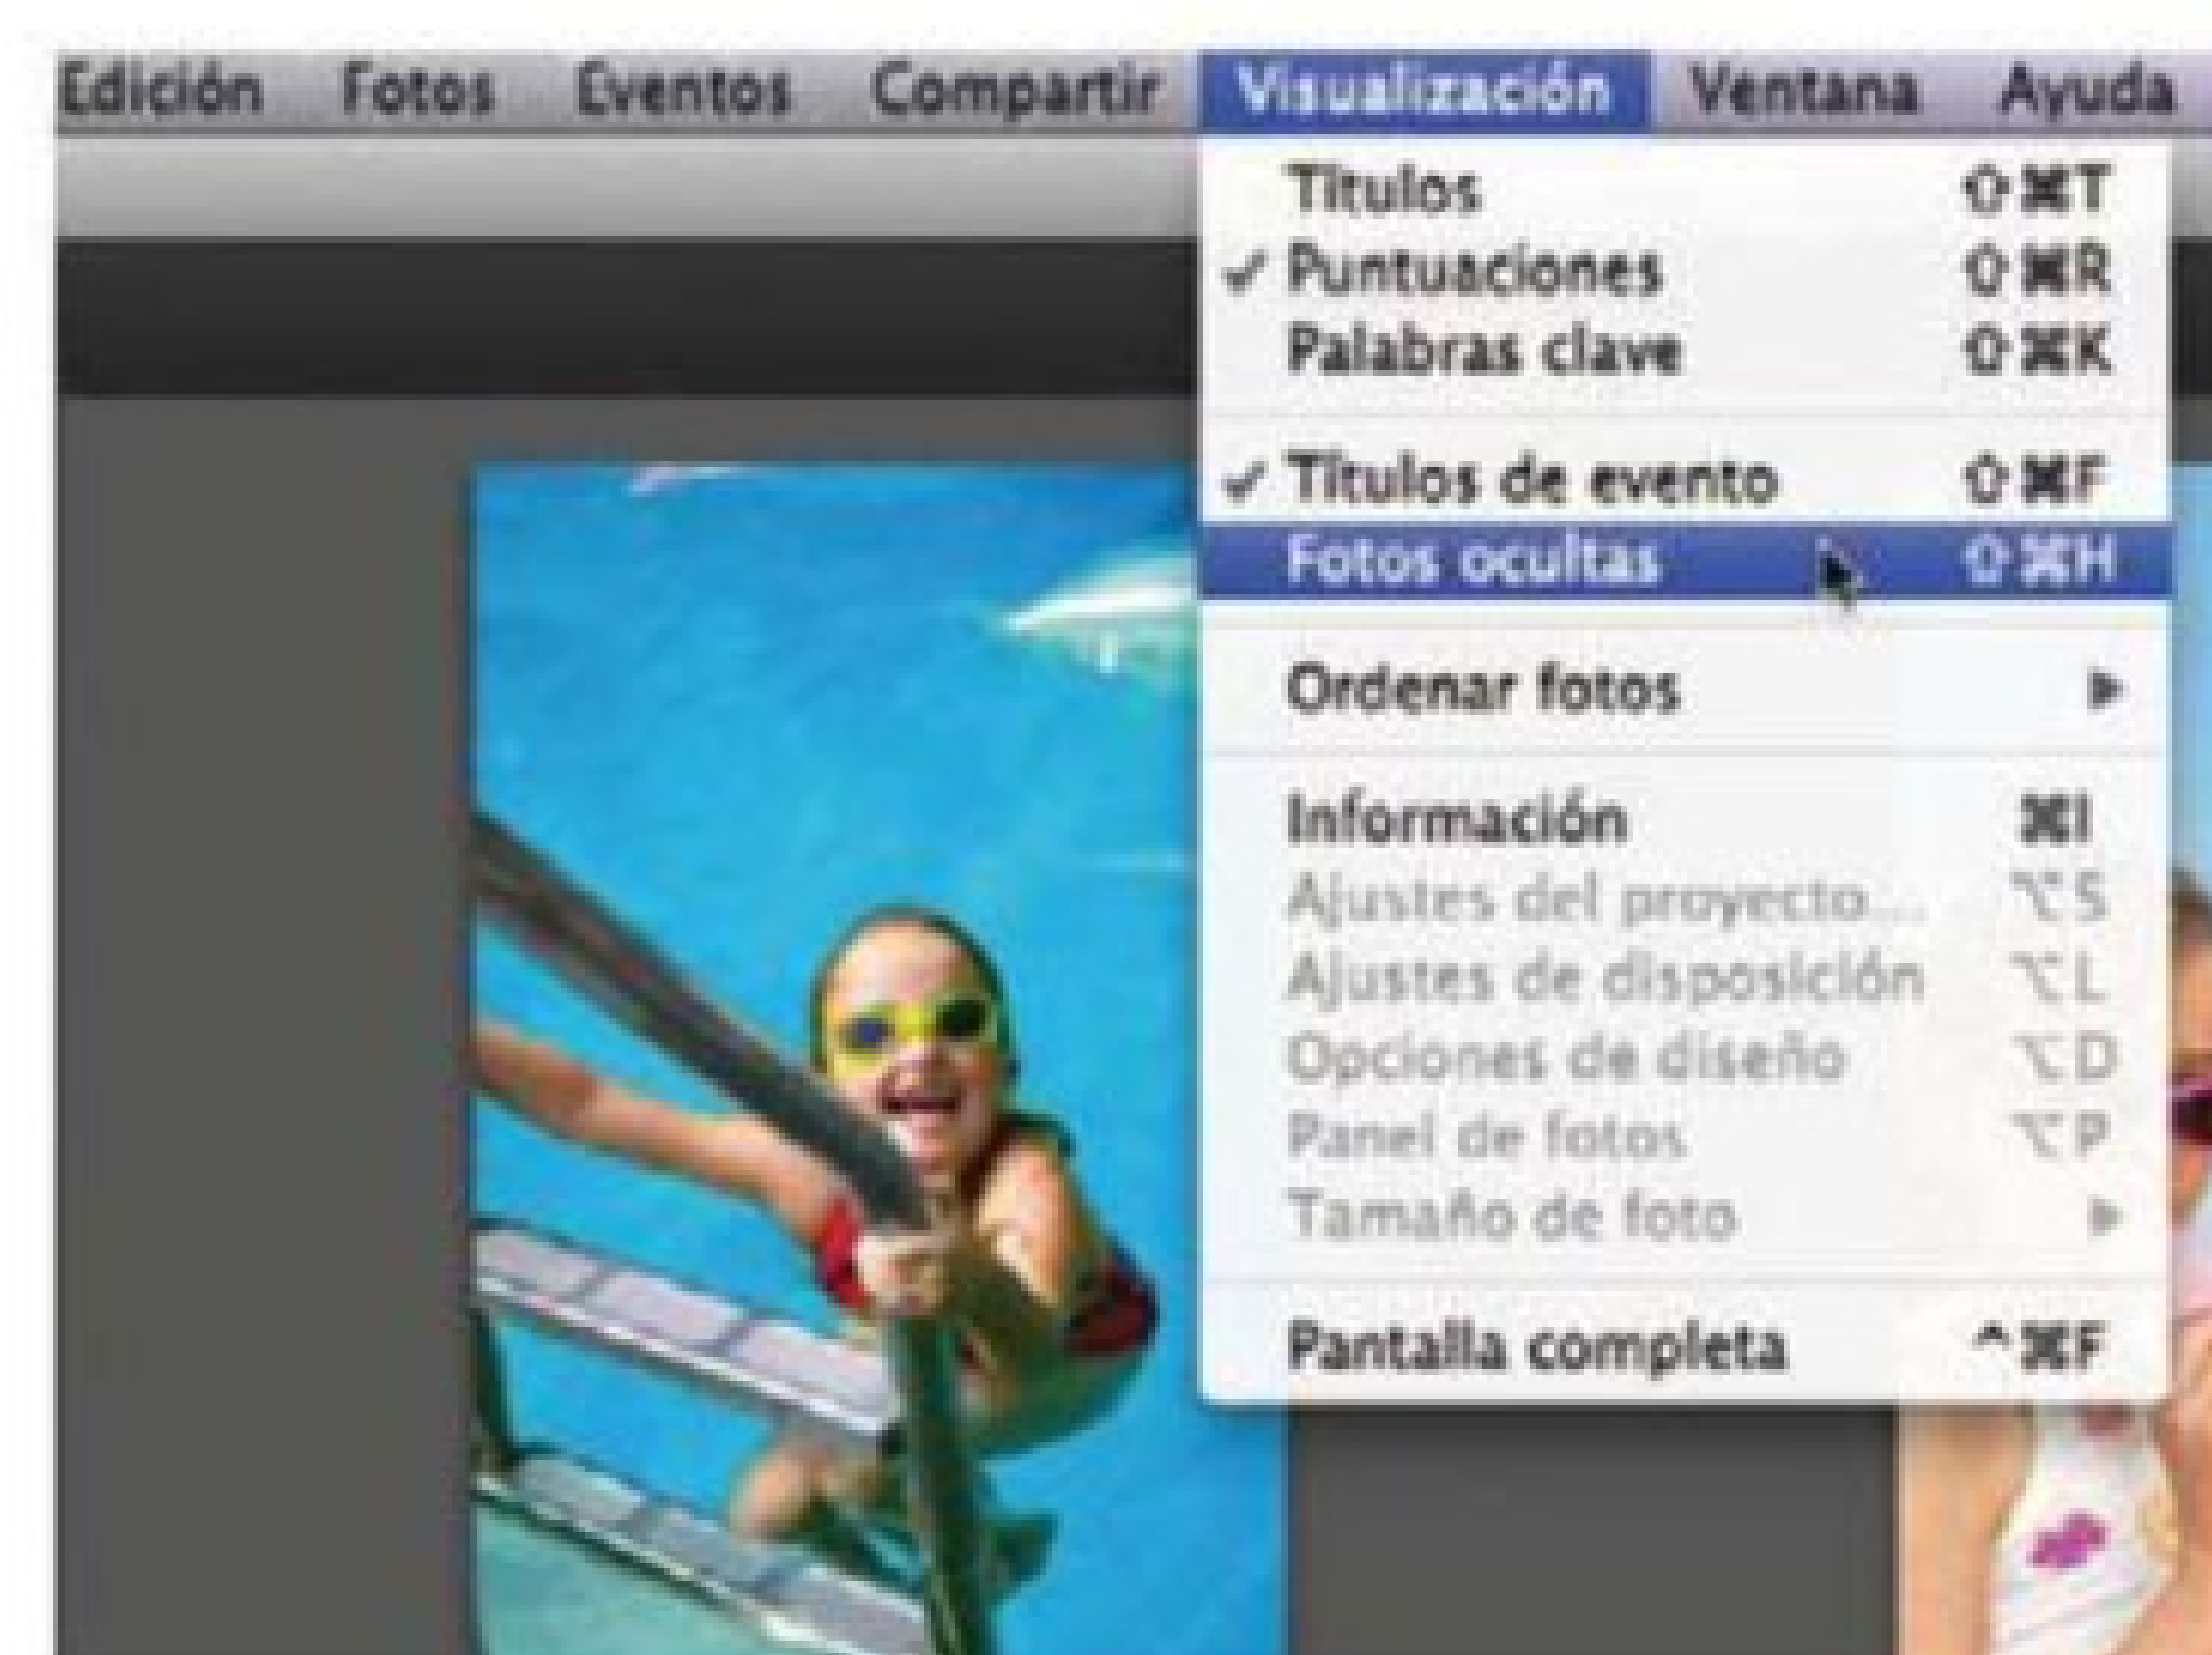 Edición Fotos Eventos Compartir Visualización Ventana Ayuda
Títulos ⇧⌘T
✓ Puntuaciones ⇧⌘R
Palabras clave ⇧⌘K
✓ Títulos de evento ⇧⌘F
Fotos ocultas ⇧⌘H
Ordenar fotos ▶
Información ⌘I
Ajustes del proyecto... ⌥S
Ajustes de disposición ⌥L
Opciones de diseño ⌥D
Panel de fotos ⌥P
Tamaño de foto ▶
Pantalla completa ^⌘F